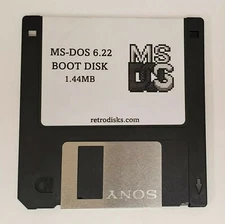 MS-DOS 6.22
BOOT DISK
1.44MB
MS
DOS
retrodisks.com
SONY